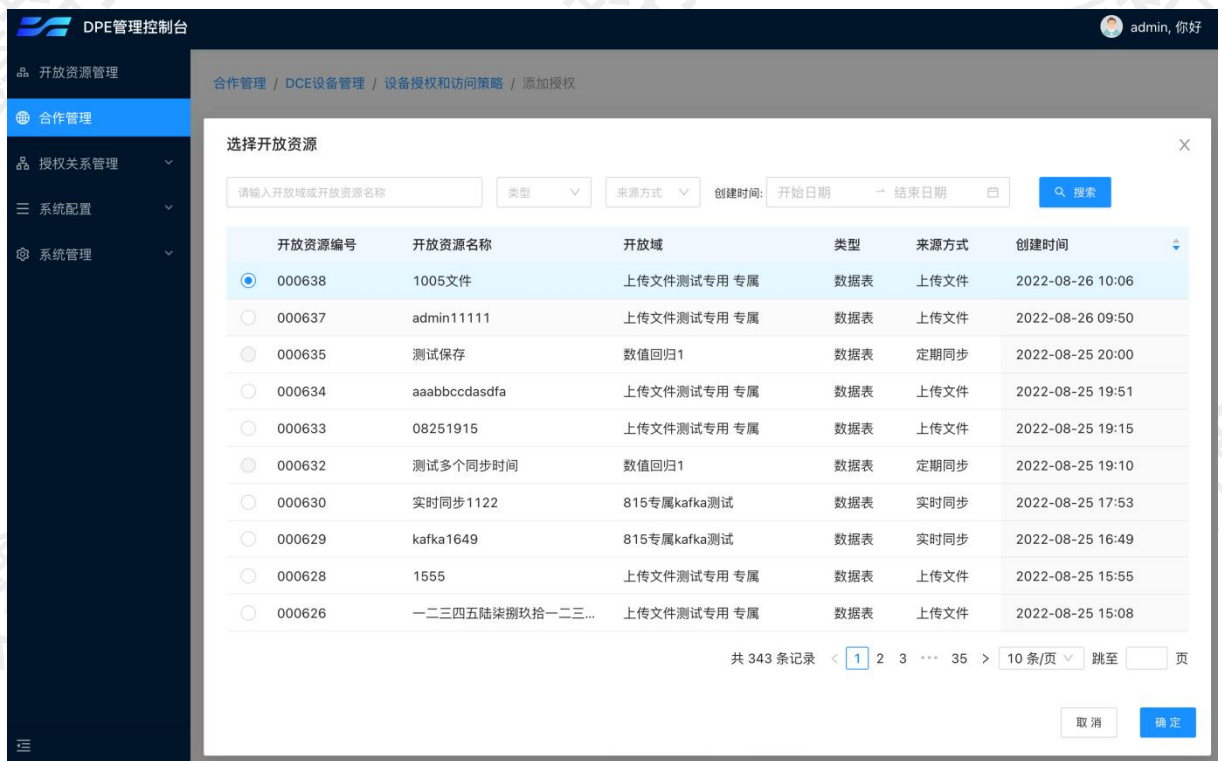 DPE管理控制台
admin, 你好
开放资源管理
合作管理
授权关系管理
系统配置
系统管理
合作管理 / DCE设备管理 / 设备授权和访问策略 / 添加授权
选择开放资源
请输入开放域或开放资源名称 类型 来源方式 创建时间: 开始日期 → 结束日期 搜索
开放资源编号 开放资源名称 开放域 类型 来源方式 创建时间
000638 1005文件 上传文件测试专用 专属 数据表 上传文件 2022-08-26 10:06
000637 admin11111 上传文件测试专用 专属 数据表 上传文件 2022-08-26 09:50
000635 测试保存 数值回归1 数据表 定期同步 2022-08-25 20:00
000634 aaabbccdasdfa 上传文件测试专用 专属 数据表 上传文件 2022-08-25 19:51
000633 08251915 上传文件测试专用 专属 数据表 上传文件 2022-08-25 19:15
000632 测试多个同步时间 数值回归1 数据表 定期同步 2022-08-25 19:10
000630 实时同步1122 815专属kafka测试 数据表 实时同步 2022-08-25 17:53
000629 kafka1649 815专属kafka测试 数据表 实时同步 2022-08-25 16:49
000628 1555 上传文件测试专用 专属 数据表 上传文件 2022-08-25 15:55
000626 一二三四五陆柒捌玖拾一二三... 上传文件测试专用 专属 数据表 上传文件 2022-08-25 15:08
共 343 条记录 < 1 2 3 ··· 35 > 10 条/页 跳至 页
取消 确定